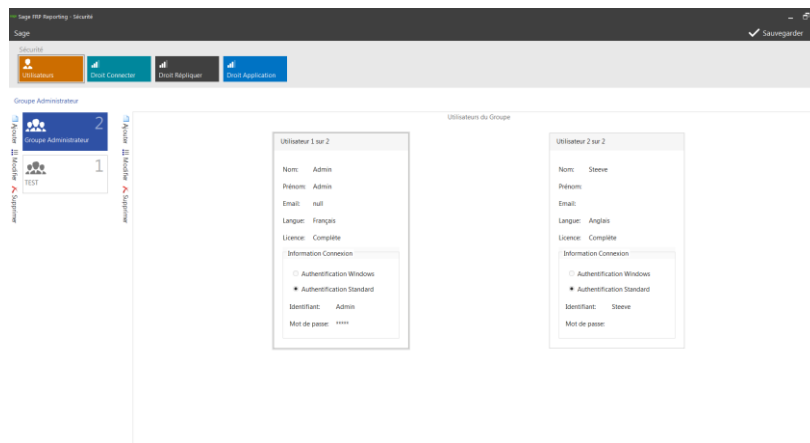 Sage FRP Reporting - Sécurité
Sage
Sauvegarder
Sécurité
Utilisateurs
Droit Connecter
Droit Répliquer
Droit Application
Groupe Administrateur
Ajouter
Modifier
Supprimer
2
Groupe Administrateur
1
TEST
Ajouter
Modifier
Supprimer
Utilisateurs du Groupe
Utilisateur 1 sur 2
Nom: Admin
Prénom: Admin
Email: null
Langue: Français
Licence: Complète
Information Connexion
Authentification Windows
Authentification Standard
Identifiant: Admin
Mot de passe: *****
Utilisateur 2 sur 2
Nom: Steeve
Prénom:
Email:
Langue: Anglais
Licence: Complète
Information Connexion
Authentification Windows
Authentification Standard
Identifiant: Steeve
Mot de passe: